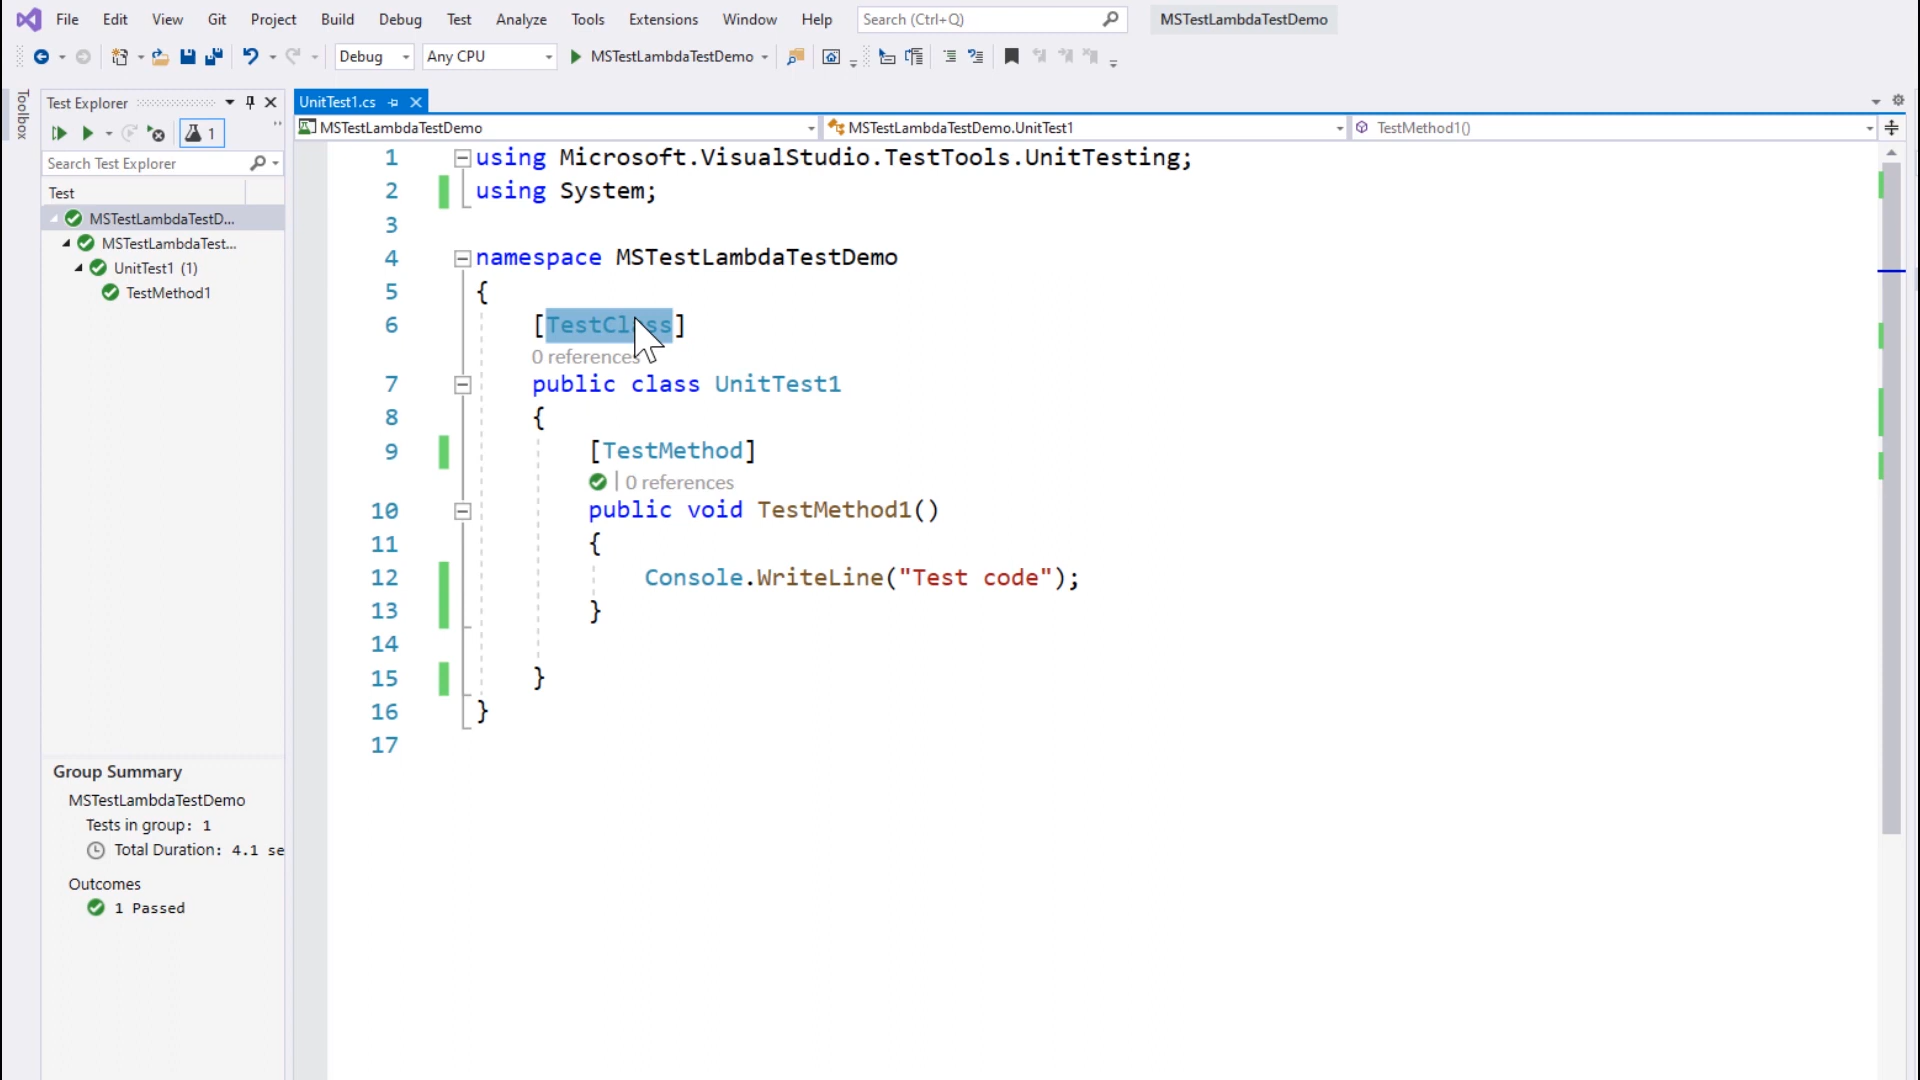 File Edit View Git Project Build Debug Test Analyze Tools Extensions Window Help Search (Ctrl+Q) MSTestLambdaTestDemo
Debug Any CPU MSTestLambdaTestDemo
Toolbox
Test Explorer
1
Search Test Explorer
Test
MSTestLambdaTestD...
MSTestLambdaTest...
UnitTest1 (1)
TestMethod1
Group Summary
MSTestLambdaTestDemo
Tests in group: 1
Total Duration: 4.1 se
Outcomes
1 Passed
UnitTest1.cs
MSTestLambdaTestDemo MSTestLambdaTestDemo.UnitTest1 TestMethod1()
1 using Microsoft.VisualStudio.TestTools.UnitTesting;
2 using System;
3
4 namespace MSTestLambdaTestDemo
5 {
6 [TestClass]
0 references
7 public class UnitTest1
8 {
9 [TestMethod]
| 0 references
10 public void TestMethod1()
11 {
12 Console.WriteLine("Test code");
13 }
14
15 }
16 }
17